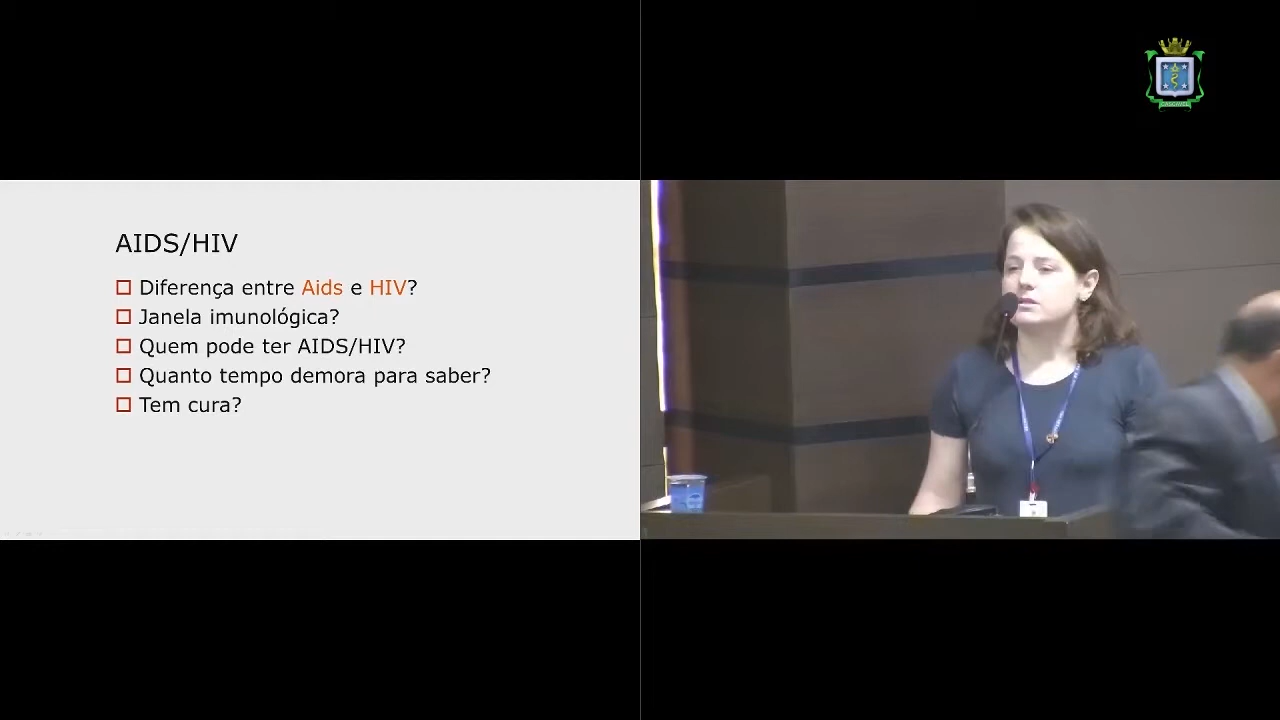 AIDS/HIV
Diferença entre Aids e HIV?
Janela imunológica?
Quem pode ter AIDS/HIV?
Quanto tempo demora para saber?
Tem cura?
CASCAVEL